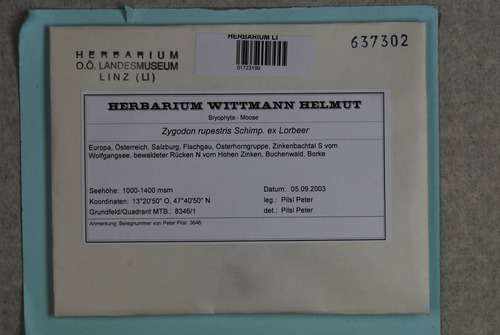 HERBARIUM
O.Ö. LANDESMUSEUM
LINZ (LI)
HERBARIUM LI
01723199
637302
HERBARIUM WITTMANN HELMUT
Bryophyta - Moose
Zygodon rupestris Schimp. ex Lorbeer
Europa, Österreich, Salzburg, Flachgau, Osterhorngruppe, Zinkenbachtal S vom
Wolfgangsee, bewaldeter Rücken N vom Hohen Zinken, Buchenwald, Borke
Seehöhe: 1000-1400 msm
Datum: 05.09.2003
Koordinaten: 13°20'50" O, 47°40'50" N
leg.: Pilsl Peter
Grundfeld/Quadrant MTB.: 8346/1
det.: Pilsl Peter
Anmerkung: Belegnummer von Peter Pilsl: 3646